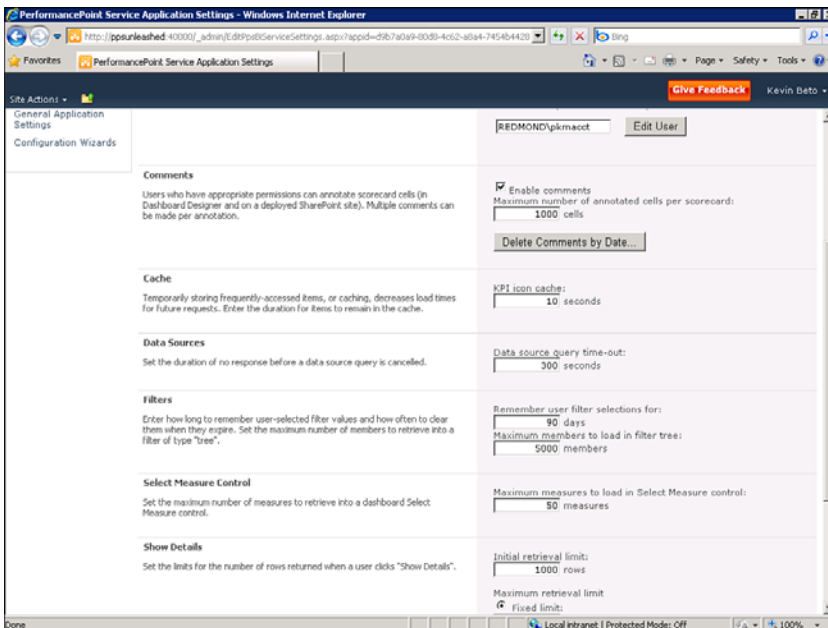 PerformancePoint Service Application Settings - Windows Internet Explorer
http://ppsunleashed:40000/_admin/EditPpsBIServiceSettings.aspx?appid=d9b7a0a9-80d8-4c62-a8a4-7454b4428
Bing
Favorites
PerformancePoint Service Application Settings
Page
Safety
Tools
Site Actions
Give Feedback
Kevin Beto
General Application
Settings
Configuration Wizards
REDMOND\pkmacct
Edit User
Comments
Users who have appropriate permissions can annotate scorecard cells (in
Dashboard Designer and on a deployed SharePoint site). Multiple comments can
be made per annotation.
Enable comments
Maximum number of annotated cells per scorecard:
1000 cells
Delete Comments by Date...
Cache
Temporarily storing frequently-accessed items, or caching, decreases load times
for future requests. Enter the duration for items to remain in the cache.
KPI icon cache:
10 seconds
Data Sources
Set the duration of no response before a data source query is cancelled.
Data source query time-out:
300 seconds
Filters
Enter how long to remember user-selected filter values and how often to clear
them when they expire. Set the maximum number of members to retrieve into a
filter of type "tree".
Remember user filter selections for:
90 days
Maximum members to load in filter tree:
5000 members
Select Measure Control
Set the maximum number of measures to retrieve into a dashboard Select
Measure control.
Maximum measures to load in Select Measure control:
50 measures
Show Details
Set the limits for the number of rows returned when a user clicks "Show Details".
Initial retrieval limit:
1000 rows
Maximum retrieval limit
Fixed limit:
Done
Local intranet | Protected Mode: Off
100%